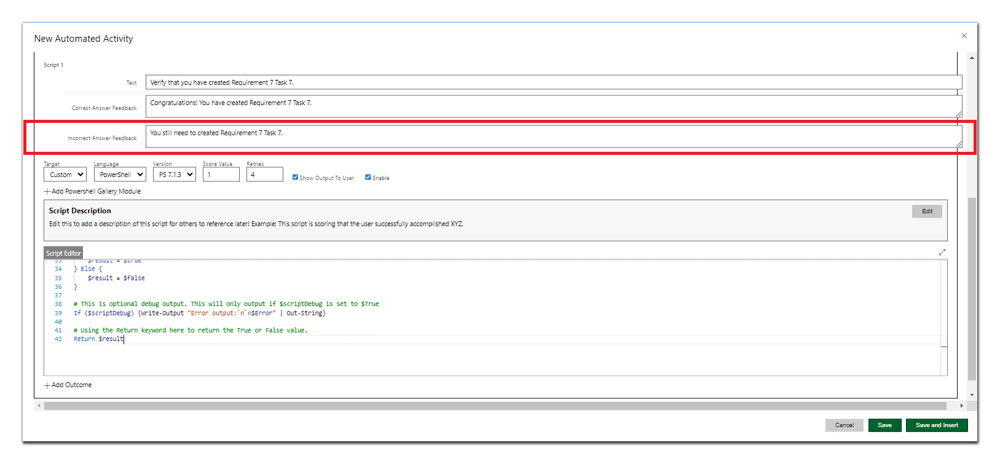 New Automated Activity
Script 1
Text
Verify that you have created Requirement 7 Task 7.
Correct Answer Feedback
Congratulations! You have created Requirement 7 Task 7.
Incorrect Answer Feedback
You still need to created Requirement 7 Task 7.
Target Language Version Score Value Retries
Custom PowerShell PS 7.1.3 1 4 Show Output To User Enable
Add Powershell Gallery Module
Script Description
Edit
Edit this to add a description of this script for others to reference later! Example: This script is scoring that the user successfully accomplished XYZ.
Script Editor
33 $result = $true
34 } Else {
35 $result = $false
36 }
37
38 # This is optional debug output. This will only output if $scriptDebug is set to $True
39 If ($scriptDebug) {Write-Output "Error output:`n`n$Error" | Out-String}
40
41 # Using the Return keyword here to return the True or False value.
42 Return $result
Add Outcome
Cancel Save Save and Insert